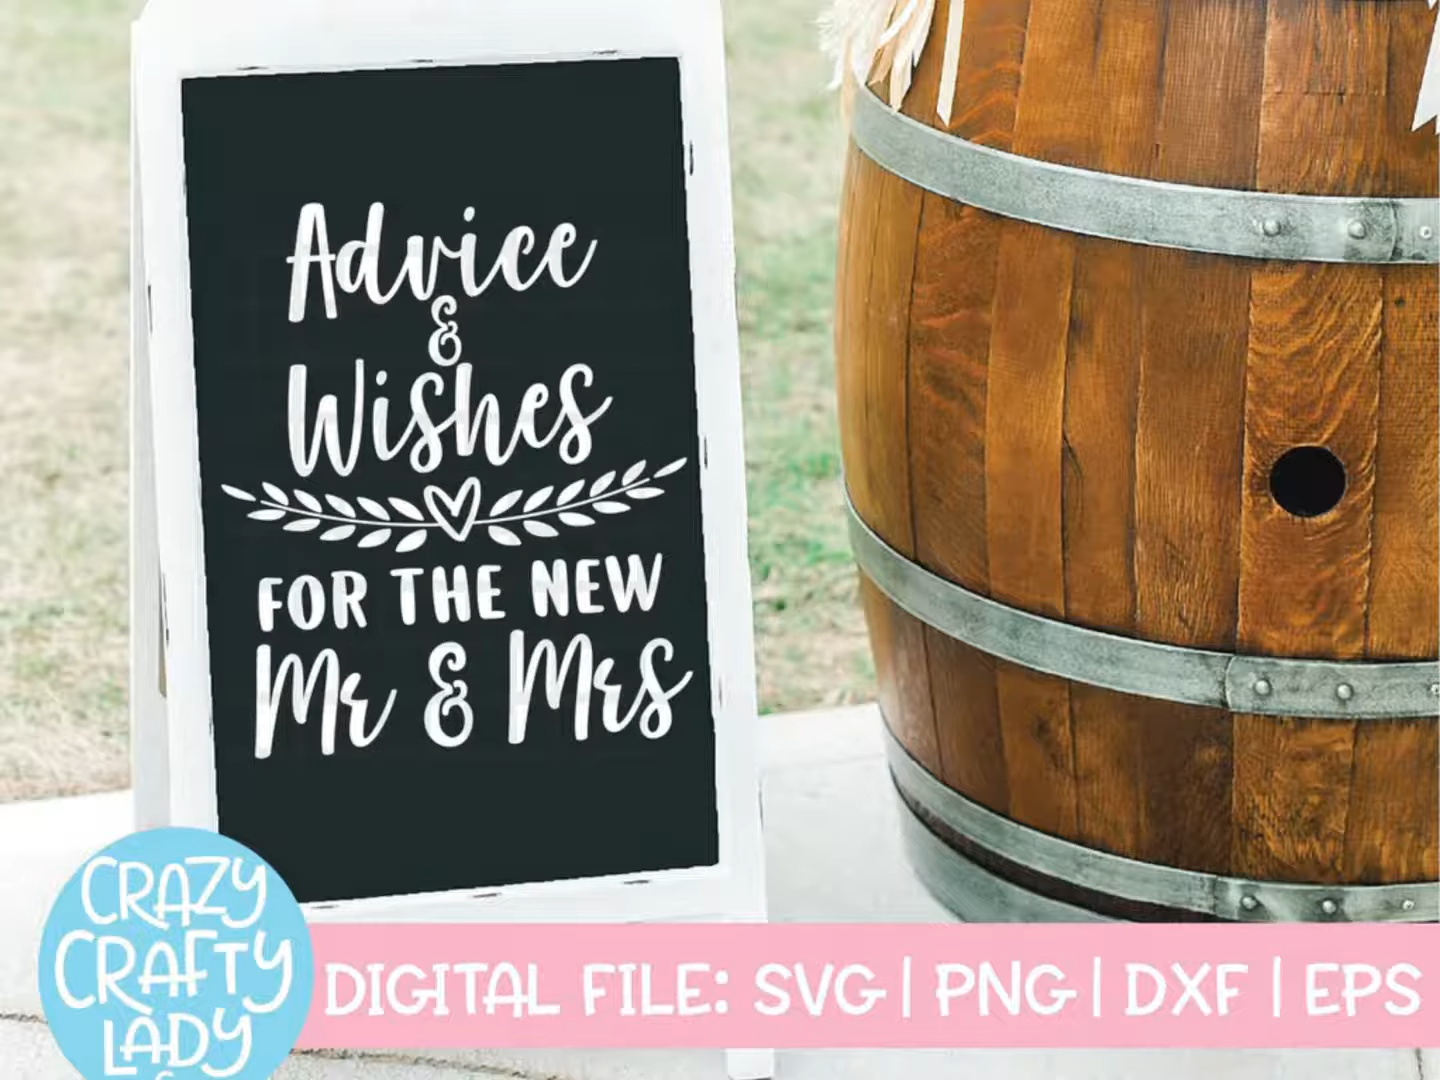 Advice
&
Wishes
FOR THE NEW
Mr & Mrs
CRAZY
CRAFTY
LADY
DIGITAL FILE: SVG | PNG | DXF | EPS